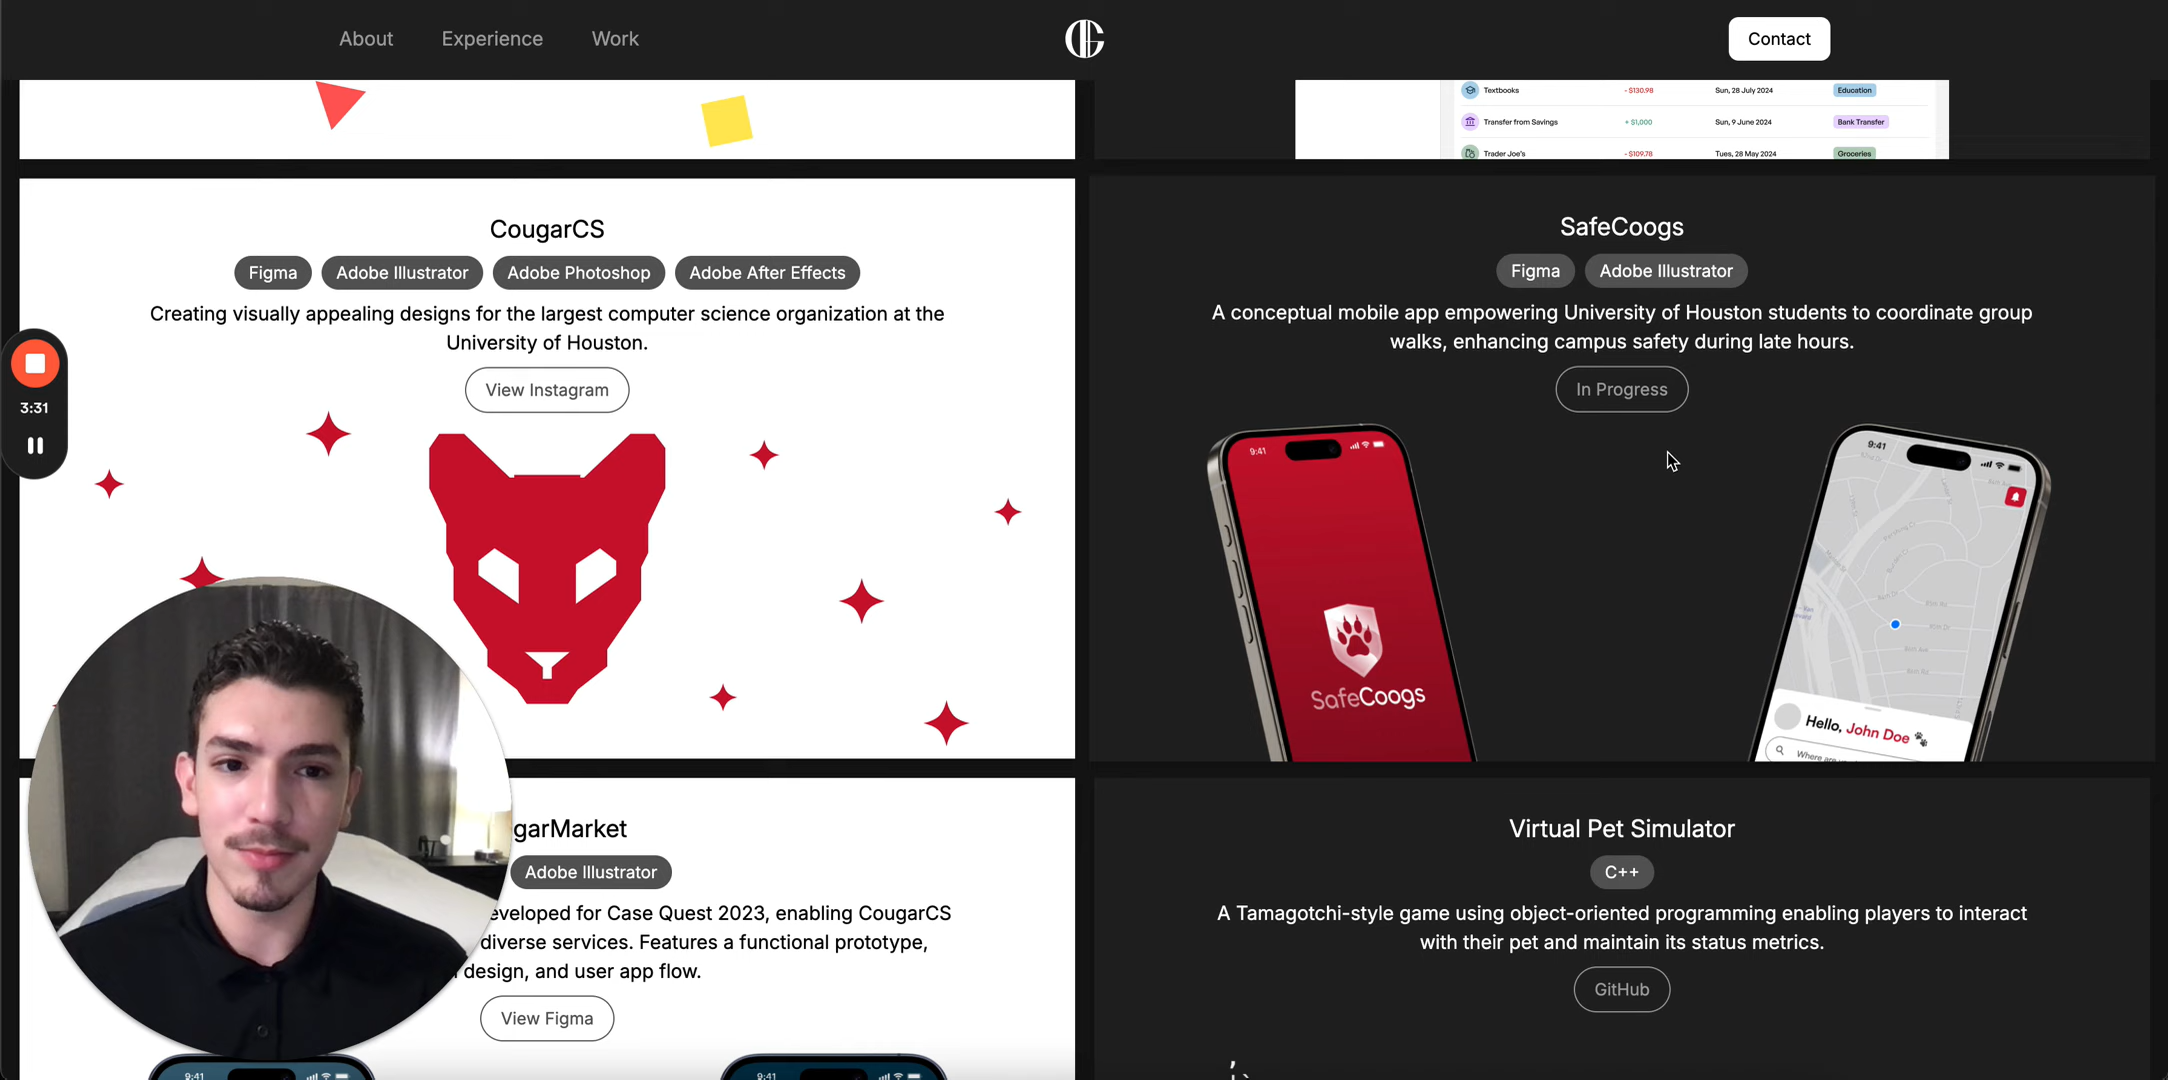 About
Experience
Work
Contact
Textbooks
- $130.98
Sun, 28 July 2024
Education
Transfer from Savings
+ $1,000
Sun, 9 June 2024
Bank Transfer
Trader Joe's
- $109.78
Tues, 28 May 2024
Groceries
CougarCS
Figma
Adobe Illustrator
Adobe Photoshop
Adobe After Effects
Creating visually appealing designs for the largest computer science organization at the
University of Houston.
View Instagram
3:31
SafeCoogs
Figma
Adobe Illustrator
A conceptual mobile app empowering University of Houston students to coordinate group
walks, enhancing campus safety during late hours.
In Progress
9:41
SafeCoogs
9:41
Hello, John Doe
Where are
garMarket
Adobe Illustrator
eveloped for Case Quest 2023, enabling CougarCS
diverse services. Features a functional prototype,
design, and user app flow.
View Figma
9:41
9:41
Virtual Pet Simulator
C++
A Tamagotchi-style game using object-oriented programming enabling players to interact
with their pet and maintain its status metrics.
GitHub